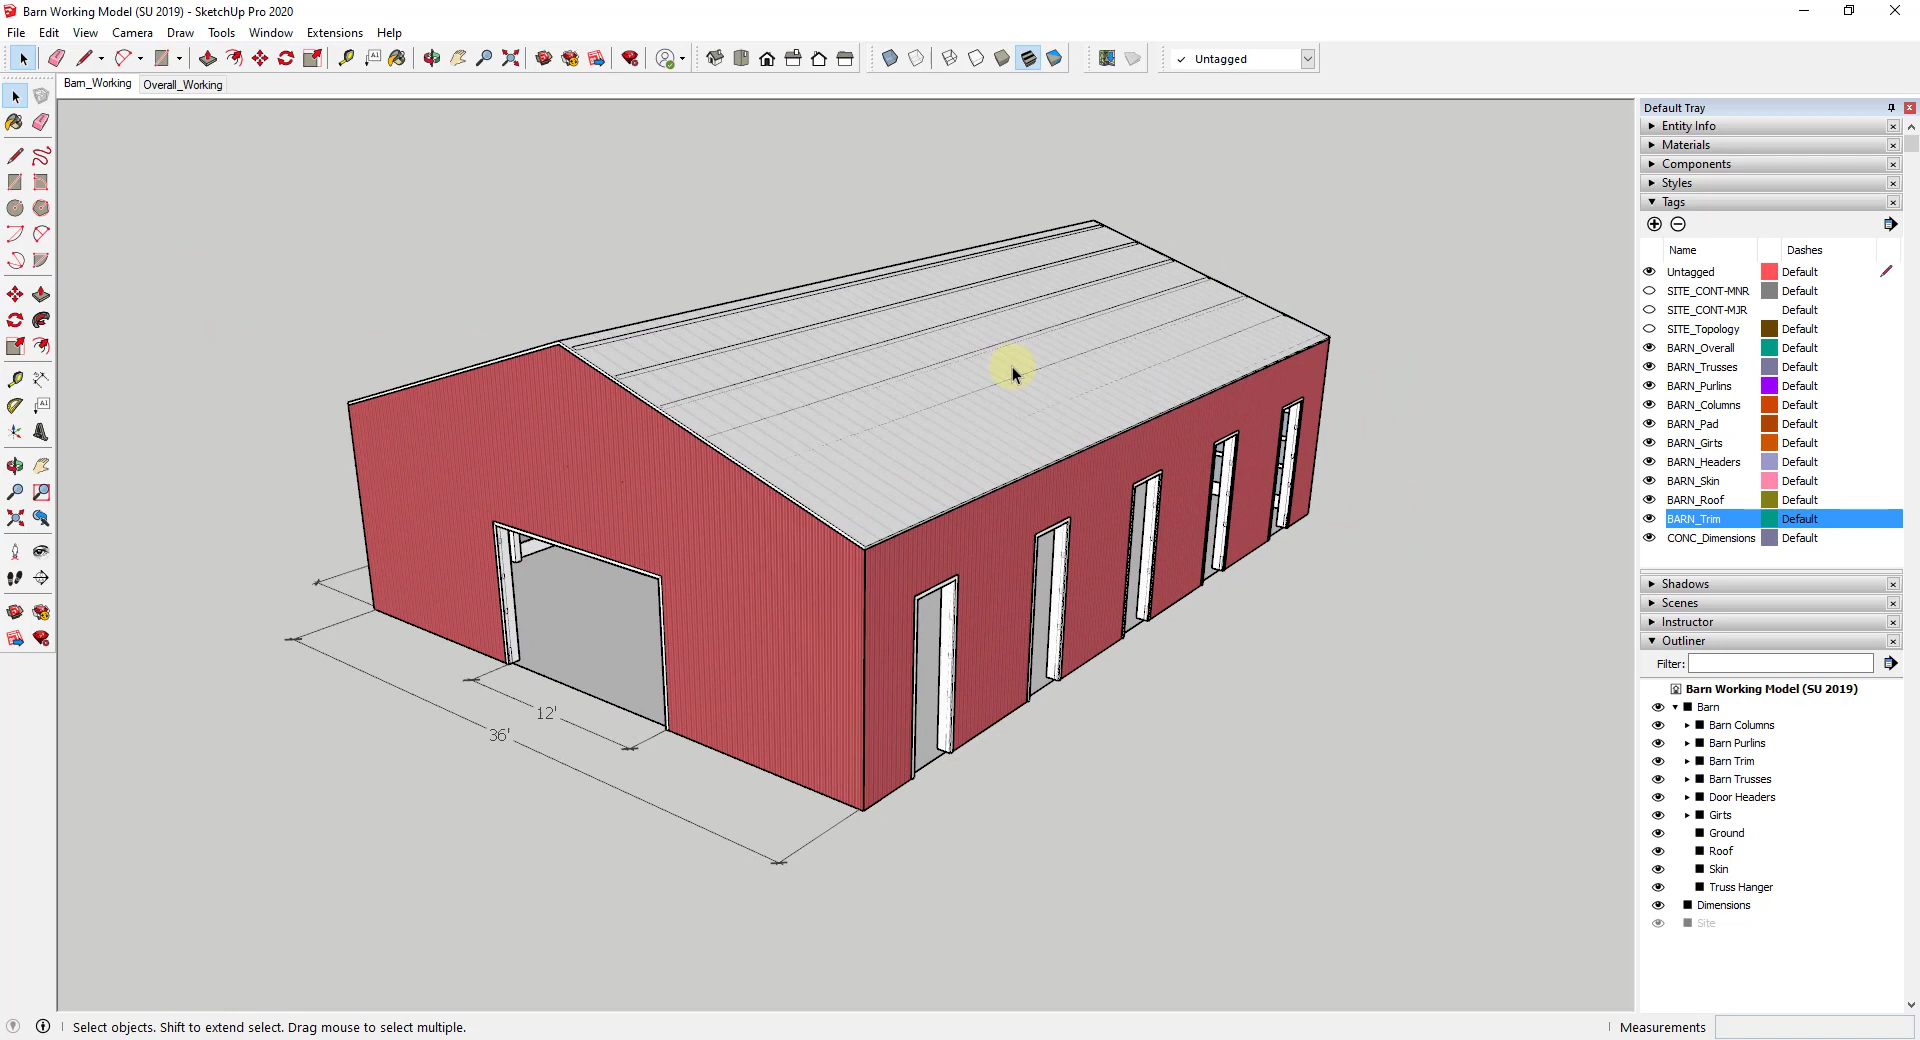 Barn Working Model (SU 2019) - SketchUp Pro 2020
File Edit View Camera Draw Tools Window Extensions Help
A1
Untagged
Barn_Working Overall_Working
Default Tray
Entity Info
Materials
Components
Styles
Tags
Name Dashes
Untagged Default
SITE_CONT-MNR Default
SITE_CONT-MJR Default
SITE_Topology Default
BARN_Overall Default
BARN_Trusses Default
BARN_Purlins Default
BARN_Columns Default
BARN_Pad Default
BARN_Girts Default
BARN_Headers Default
BARN_Skin Default
BARN_Roof Default
BARN_Trim Default
CONC_Dimensions Default
Shadows
Scenes
Instructor
Outliner
Filter:
Barn Working Model (SU 2019)
Barn
Barn Columns
Barn Purlins
Barn Trim
Barn Trusses
Door Headers
Girts
Ground
Roof
Skin
Truss Hanger
Dimensions
Site
A1
12'
36'
Select objects. Shift to extend select. Drag mouse to select multiple.
Measurements